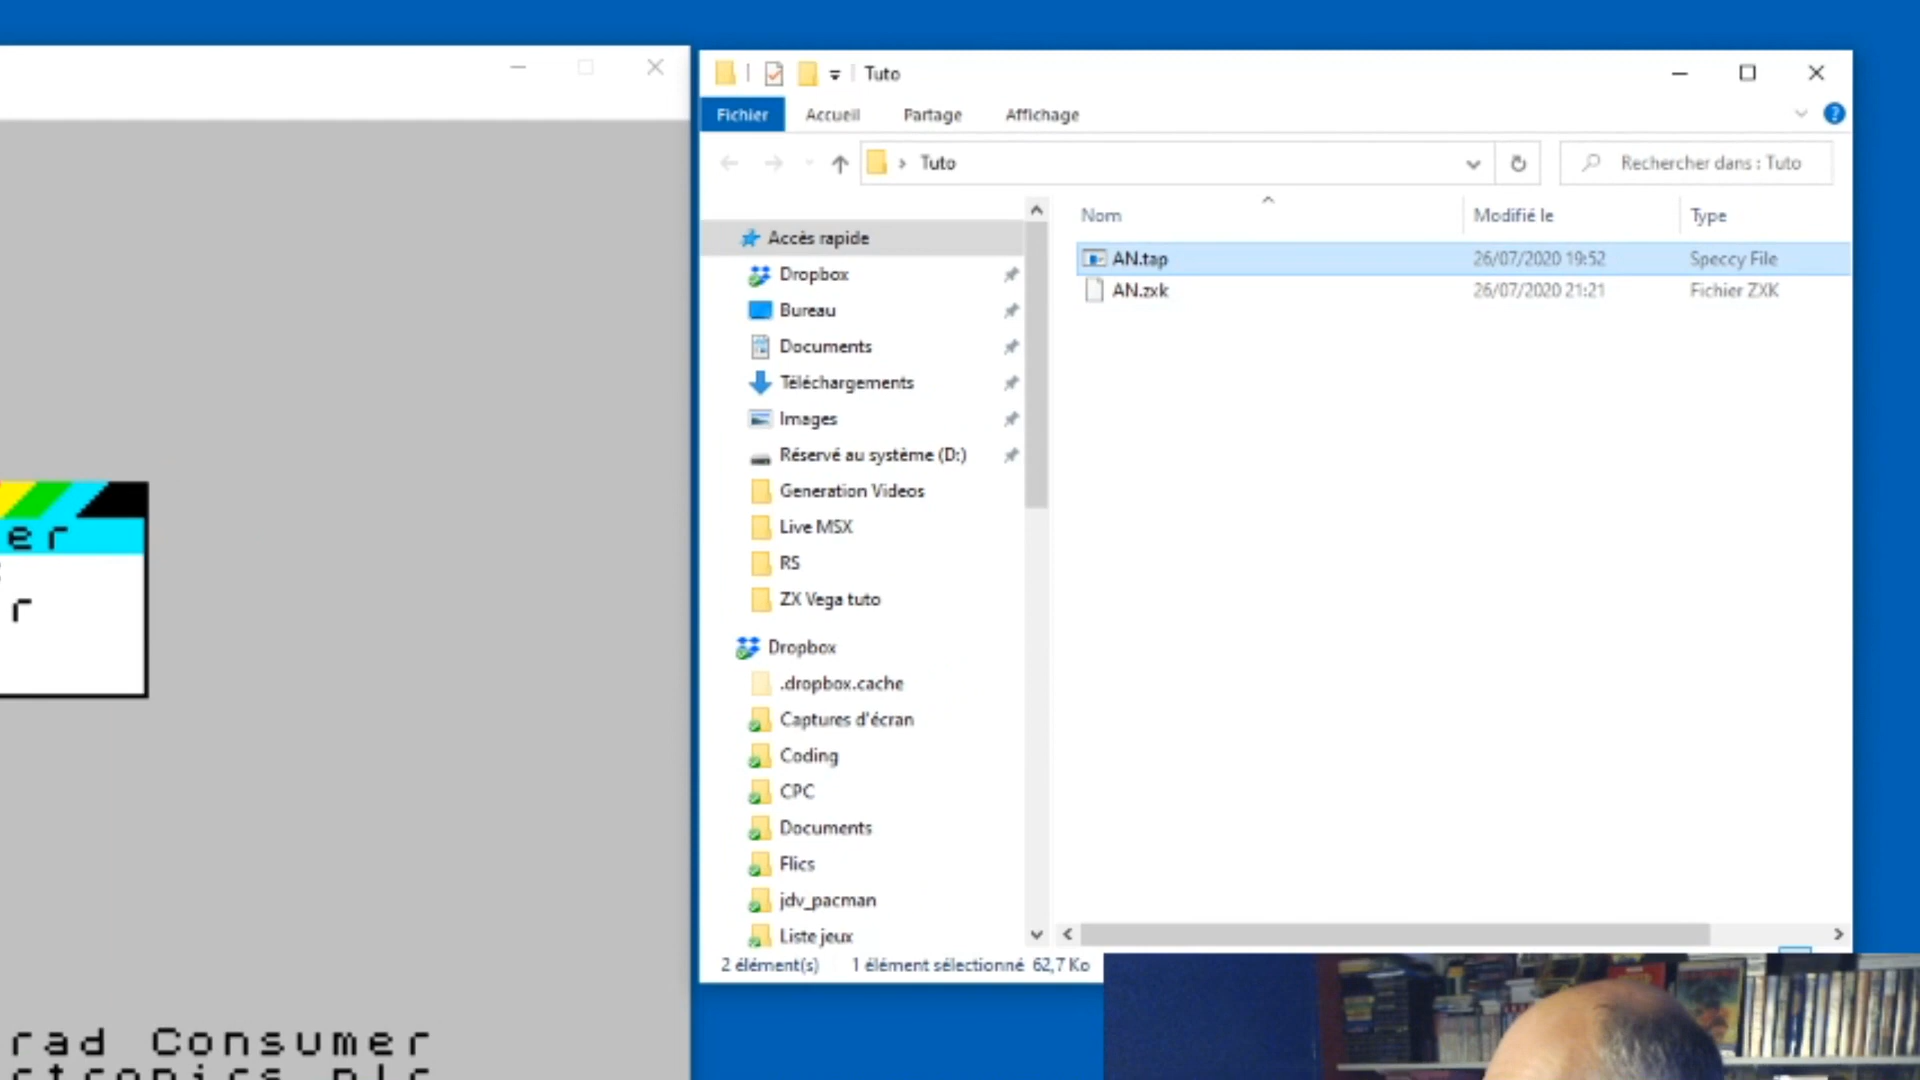 Tuto
Fichier Accueil Partage Affichage
Tuto
Rechercher dans : Tuto
Nom Modifié le Type
Accès rapide
AN.tap 26/07/2020 19:52 Speccy File
Dropbox
AN.zxk 26/07/2020 21:21 Fichier ZXK
Bureau
Documents
Téléchargements
Images
Réservé au système (D:)
Generation Videos
Live MSX
RS
ZX Vega tuto
Dropbox
.dropbox.cache
Captures d'écran
Coding
CPC
Documents
Flics
jdv_pacman
Liste jeux
2 élément(s) 1 élément sélectionné 62,7 Ko
er
r
rad Consumer
ctronics plc